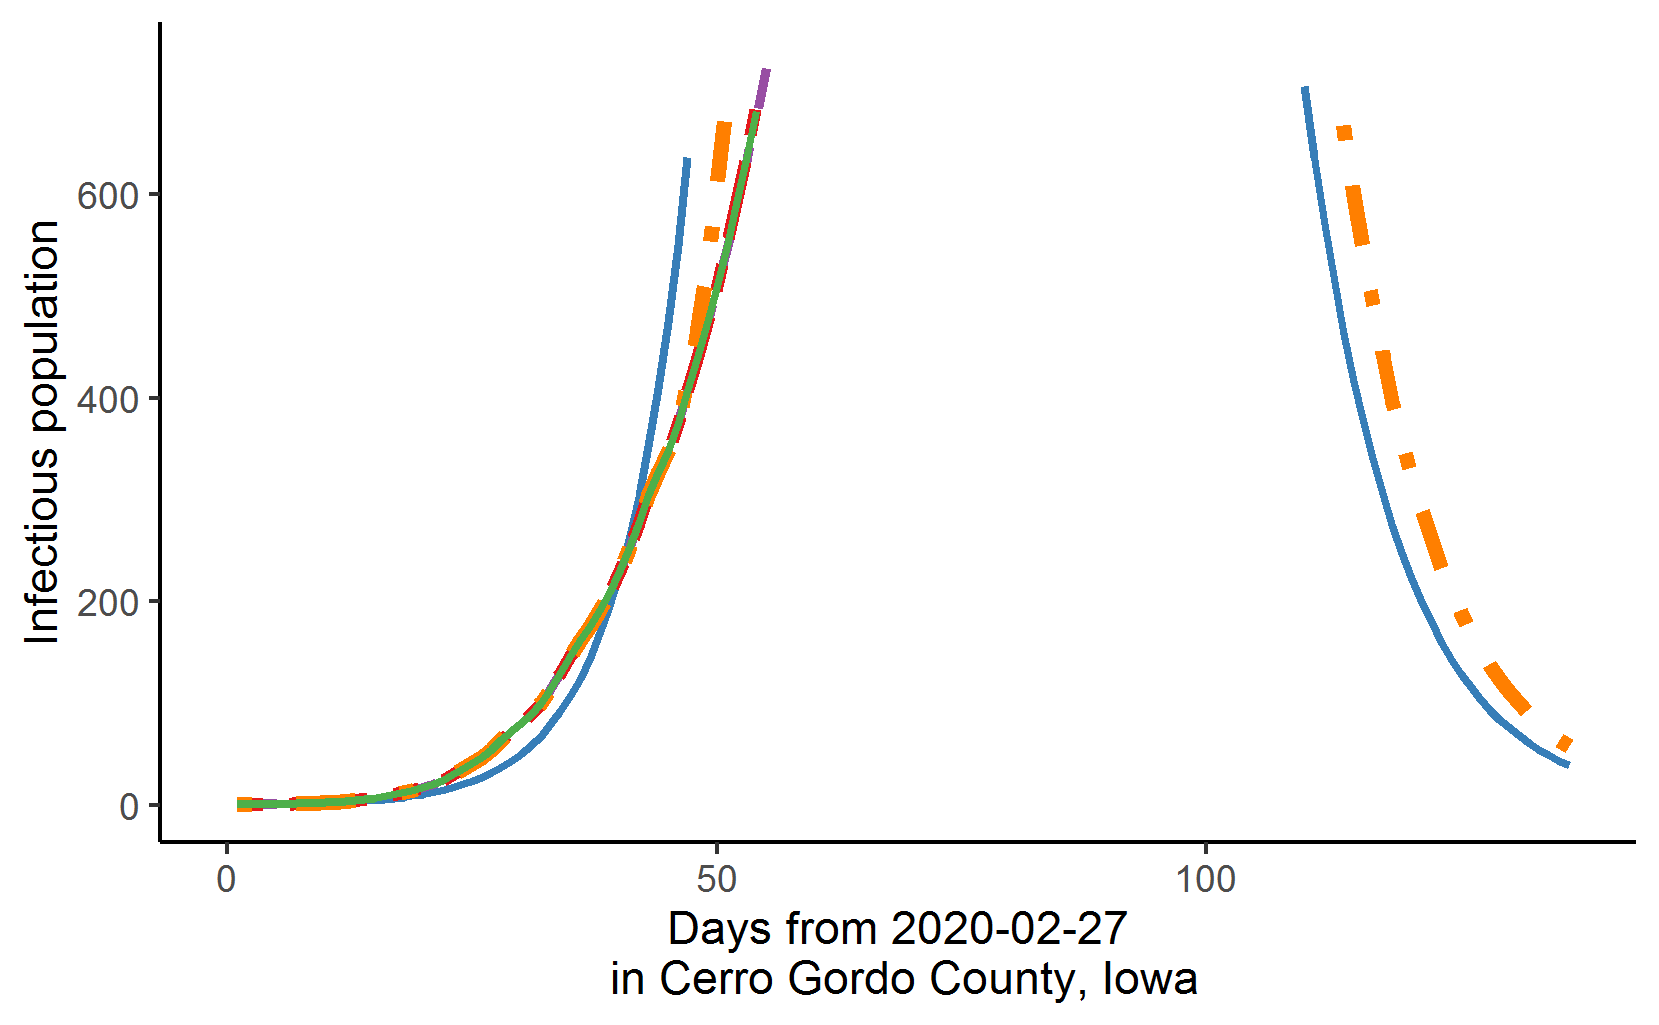 Infectious population
600
400
200
0
0 50 100
Days from 2020-02-27
in Cerro Gordo County, Iowa